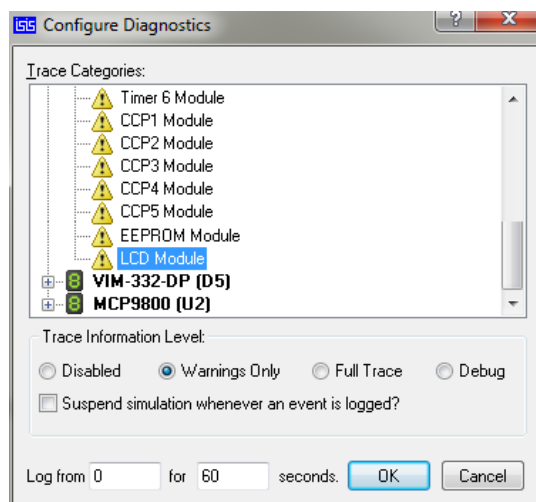 isis Configure Diagnostics ? X
Trace Categories:
Timer 6 Module
CCP1 Module
CCP2 Module
CCP3 Module
CCP4 Module
CCP5 Module
EEPROM Module
LCD Module
VIM-332-DP (D5)
MCP9800 (U2)
Trace Information Level:
Disabled Warnings Only Full Trace Debug
Suspend simulation whenever an event is logged?
Log from 0 for 60 seconds. OK Cancel